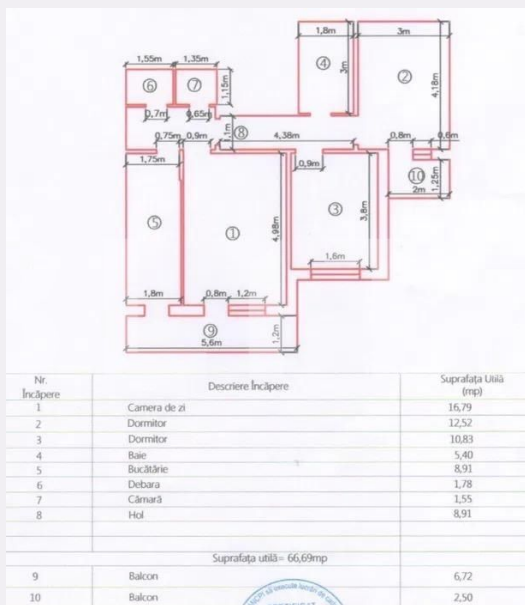 1,8m 3m
1,55m 1,35m
④ 3m ② 4,18m
⑥ ⑦ 1,15m
0,7m 0,65m
1,1m ⑧
0,75m 0,9m 4,38m 0,8m 0,6m
1,75m 0,9m
⑩ 1,25m
2m
⑤ ① 4,98m ③ 3,8m
1,6m
1,8m 0,8m 1,2m
⑨ 1,2m
5,6m
Nr. Încăpere Descriere Încăpere Suprafața Utilă (mp)
1 Camera de zi 16,79
2 Dormitor 12,52
3 Dormitor 10,83
4 Baie 5,40
5 Bucătărie 8,91
6 Debara 1,78
7 Cămară 1,55
8 Hol 8,91
Suprafața utilă= 66,69mp
9 Balcon 6,72
10 Balcon 2,50